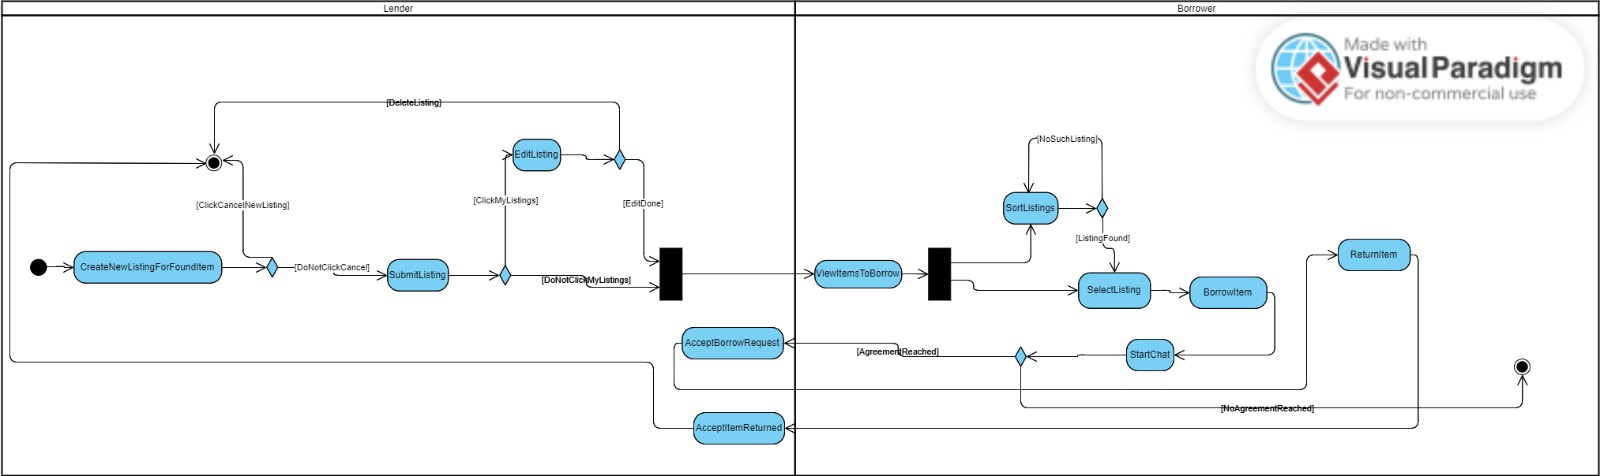 Lender
Borrower
Made with
Visual Paradigm
For non-commercial use
[DeleteListing]
[NoSuchListing]
EditListing
[ClickCancelNewListing]
[ClickMyListings]
[EditDone]
SortListings
[ListingFound]
ReturnItem
CreateNewListingForFoundItem
[DoNotClickCancel]
SubmitListing
[DoNotClickMyListings]
ViewItemsToBorrow
SelectListing
BorrowItem
AcceptBorrowRequest
[AgreementReached]
StartChat
[NoAgreementReached]
AcceptItemReturned